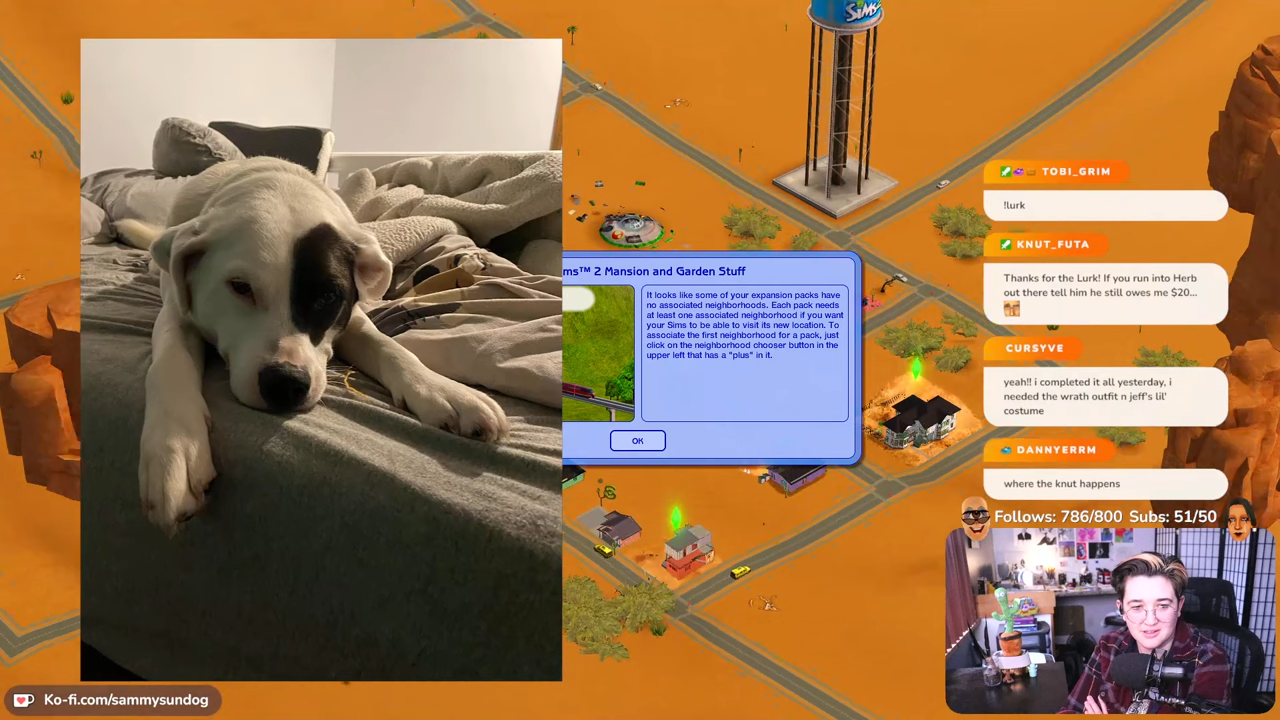 SIMS
ms™ 2 Mansion and Garden Stuff
It looks like some of your expansion packs have
no associated neighborhoods. Each pack needs
at least one associated neighborhood if you want
your Sims to be able to visit its new location. To
associate the first neighborhood for a pack, just
click on the neighborhood chooser button in the
upper left that has a "plus" in it.
OK
TOBI_GRIM
!lurk
KNUT_FUTA
Thanks for the Lurk! If you run into Herb
out there tell him he still owes me $20...
CURSYVE
yeah!! i completed it all yesterday, i
needed the wrath outfit n jeff's lil'
costume
DANNYERRM
where the knut happens
Follows: 786/800 Subs: 51/50
Ko-fi.com/sammysundog